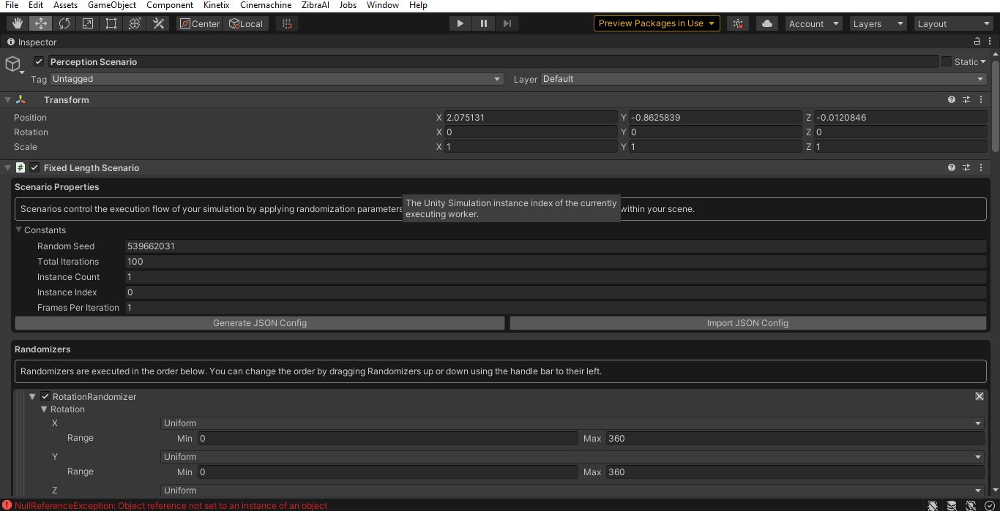 File Edit Assets GameObject Component Kinetix Cinemachine ZibraAI Jobs Window Help
Center Local Preview Packages in Use Account Layers Layout
Inspector
Perception Scenario Static
Tag Untagged Layer Default
Transform
Position X 2.075131 Y -0.8625839 Z -0.0120846
Rotation X 0 Y 0 Z 0
Scale X 1 Y 1 Z 1
# Fixed Length Scenario
Scenario Properties
The Unity Simulation instance index of the currently
executing worker.
Scenarios control the execution flow of your simulation by applying randomization parameters within your scene.
Constants
Random Seed 539662031
Total Iterations 100
Instance Count 1
Instance Index 0
Frames Per Iteration 1
Generate JSON Config Import JSON Config
Randomizers
Randomizers are executed in the order below. You can change the order by dragging Randomizers up or down using the handle bar to their left.
RotationRandomizer
Rotation
X Uniform
Range Min 0 Max 360
Y Uniform
Range Min 0 Max 360
Z Uniform
NullReferenceException: Object reference not set to an instance of an object